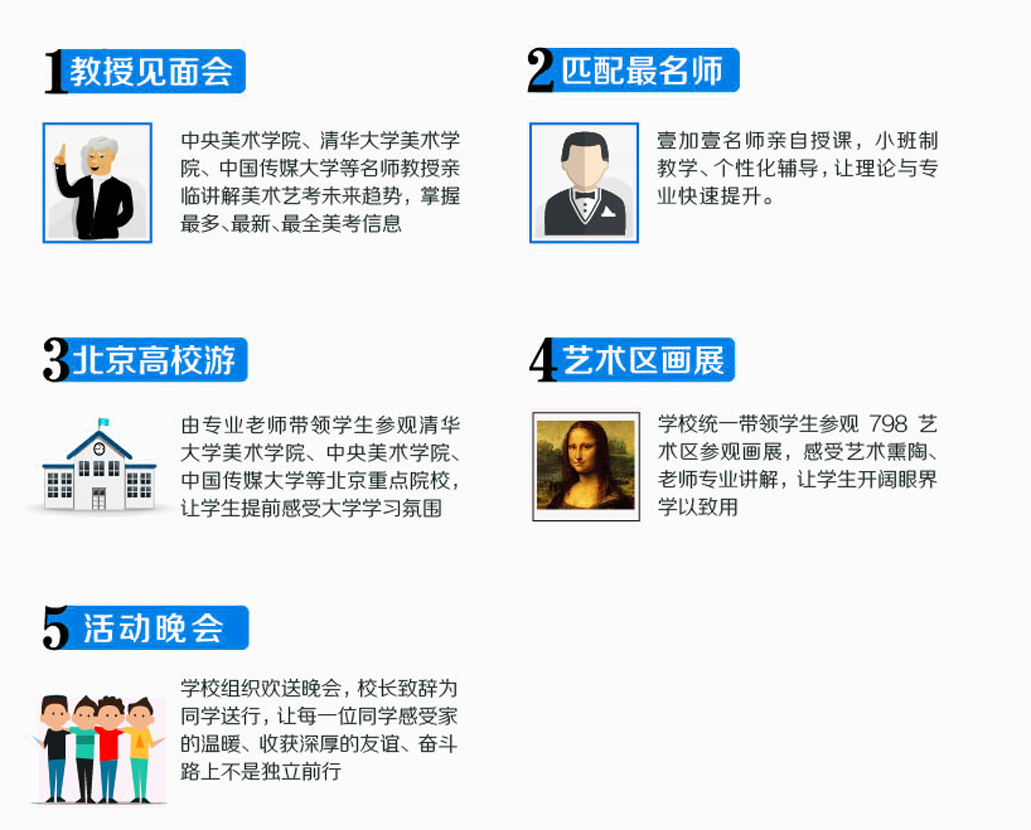 1 教授见面会
中央美术学院、清华大学美术学
院、中国传媒大学等名师教授亲
临讲解美术艺考未来趋势，掌握
最多、最新、最全美考信息
2 匹配最名师
壹加壹名师亲自授课，小班制
教学、个性化辅导，让理论与专
业快速提升。
3 北京高校游
由专业老师带领学生参观清华
大学美术学院、中央美术学院、
中国传媒大学等北京重点院校，
让学生提前感受大学学习氛围
4 艺术区画展
学校统一带领学生参观 798 艺
术区参观画展，感受艺术熏陶、
老师专业讲解，让学生开阔眼界
学以致用
5 活动晚会
学校组织欢送晚会，校长致辞为
同学送行，让每一位同学感受家
的温暖、收获深厚的友谊、奋斗
路上不是独立前行